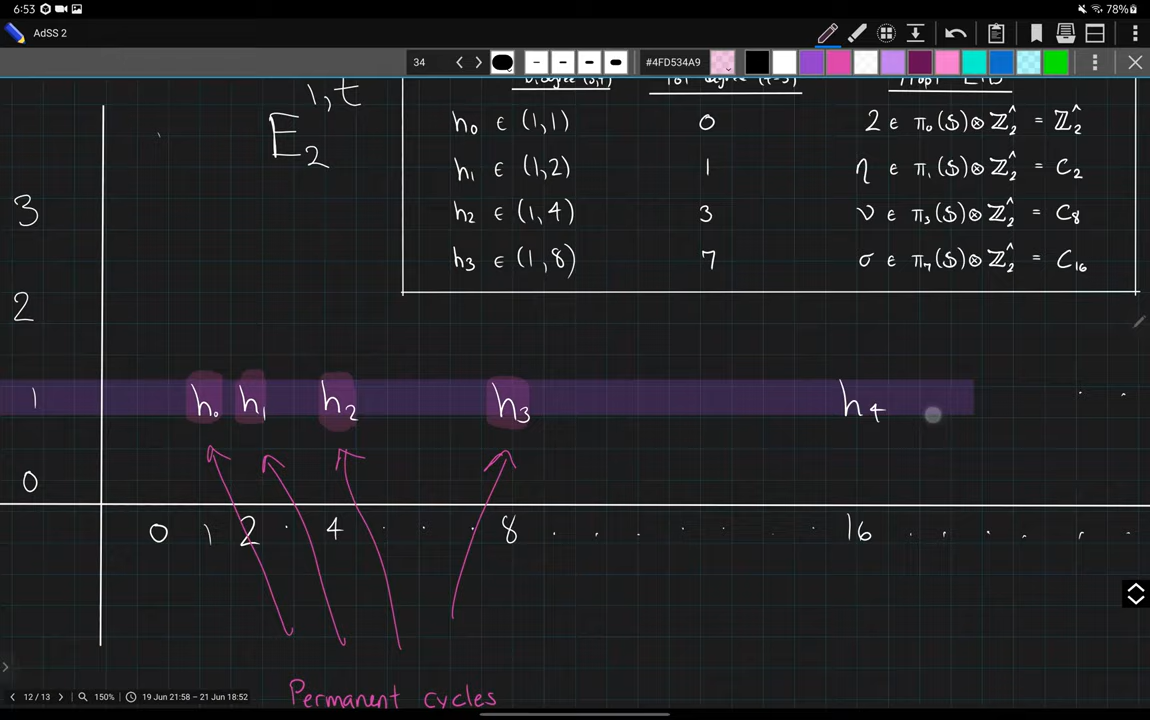 6:53
78%
AdSS 2
34
#4FD534A9
E₂^{1,t}
h₀ ∈ (1,1) 0 2 ∈ π₀($)⊗ℤ₂^ = ℤ₂^
h₁ ∈ (1,2) 1 η ∈ π₁($)⊗ℤ₂^ = C₂
h₂ ∈ (1,4) 3 ν ∈ π₃($)⊗ℤ₂^ = C₈
h₃ ∈ (1,8) 7 σ ∈ π₇($)⊗ℤ₂^ = C₁₆
3
2
1 h₀ h₁ h₂ h₃ h₄
0
0 1 2 · 4 · · · 8 · · · · · · · 16 · · · · · ·
Permanent cycles
12 / 13
150%
19 Jun 21:58 - 21 Jun 18:52